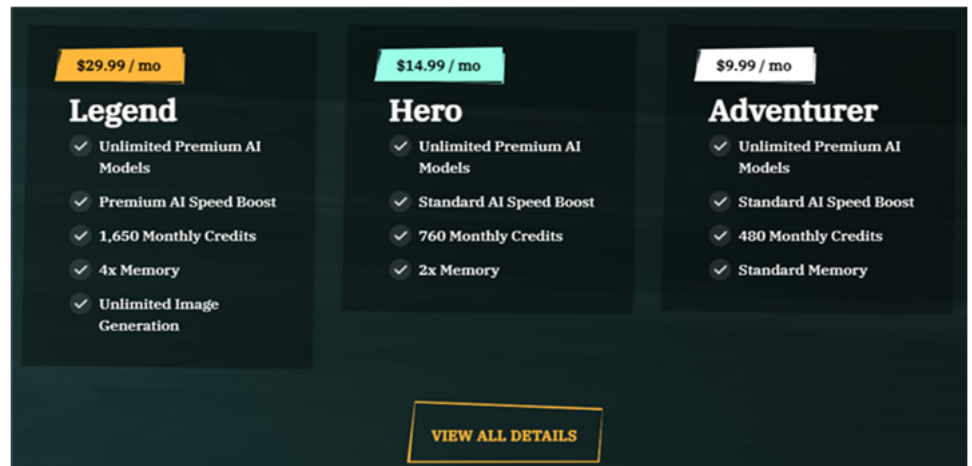 $29.99 / mo
Legend
Unlimited Premium AI
Models
Premium AI Speed Boost
1,650 Monthly Credits
4x Memory
Unlimited Image
Generation
$14.99 / mo
Hero
Unlimited Premium AI
Models
Standard AI Speed Boost
760 Monthly Credits
2x Memory
$9.99 / mo
Adventurer
Unlimited Premium AI
Models
Standard AI Speed Boost
480 Monthly Credits
Standard Memory
VIEW ALL DETAILS